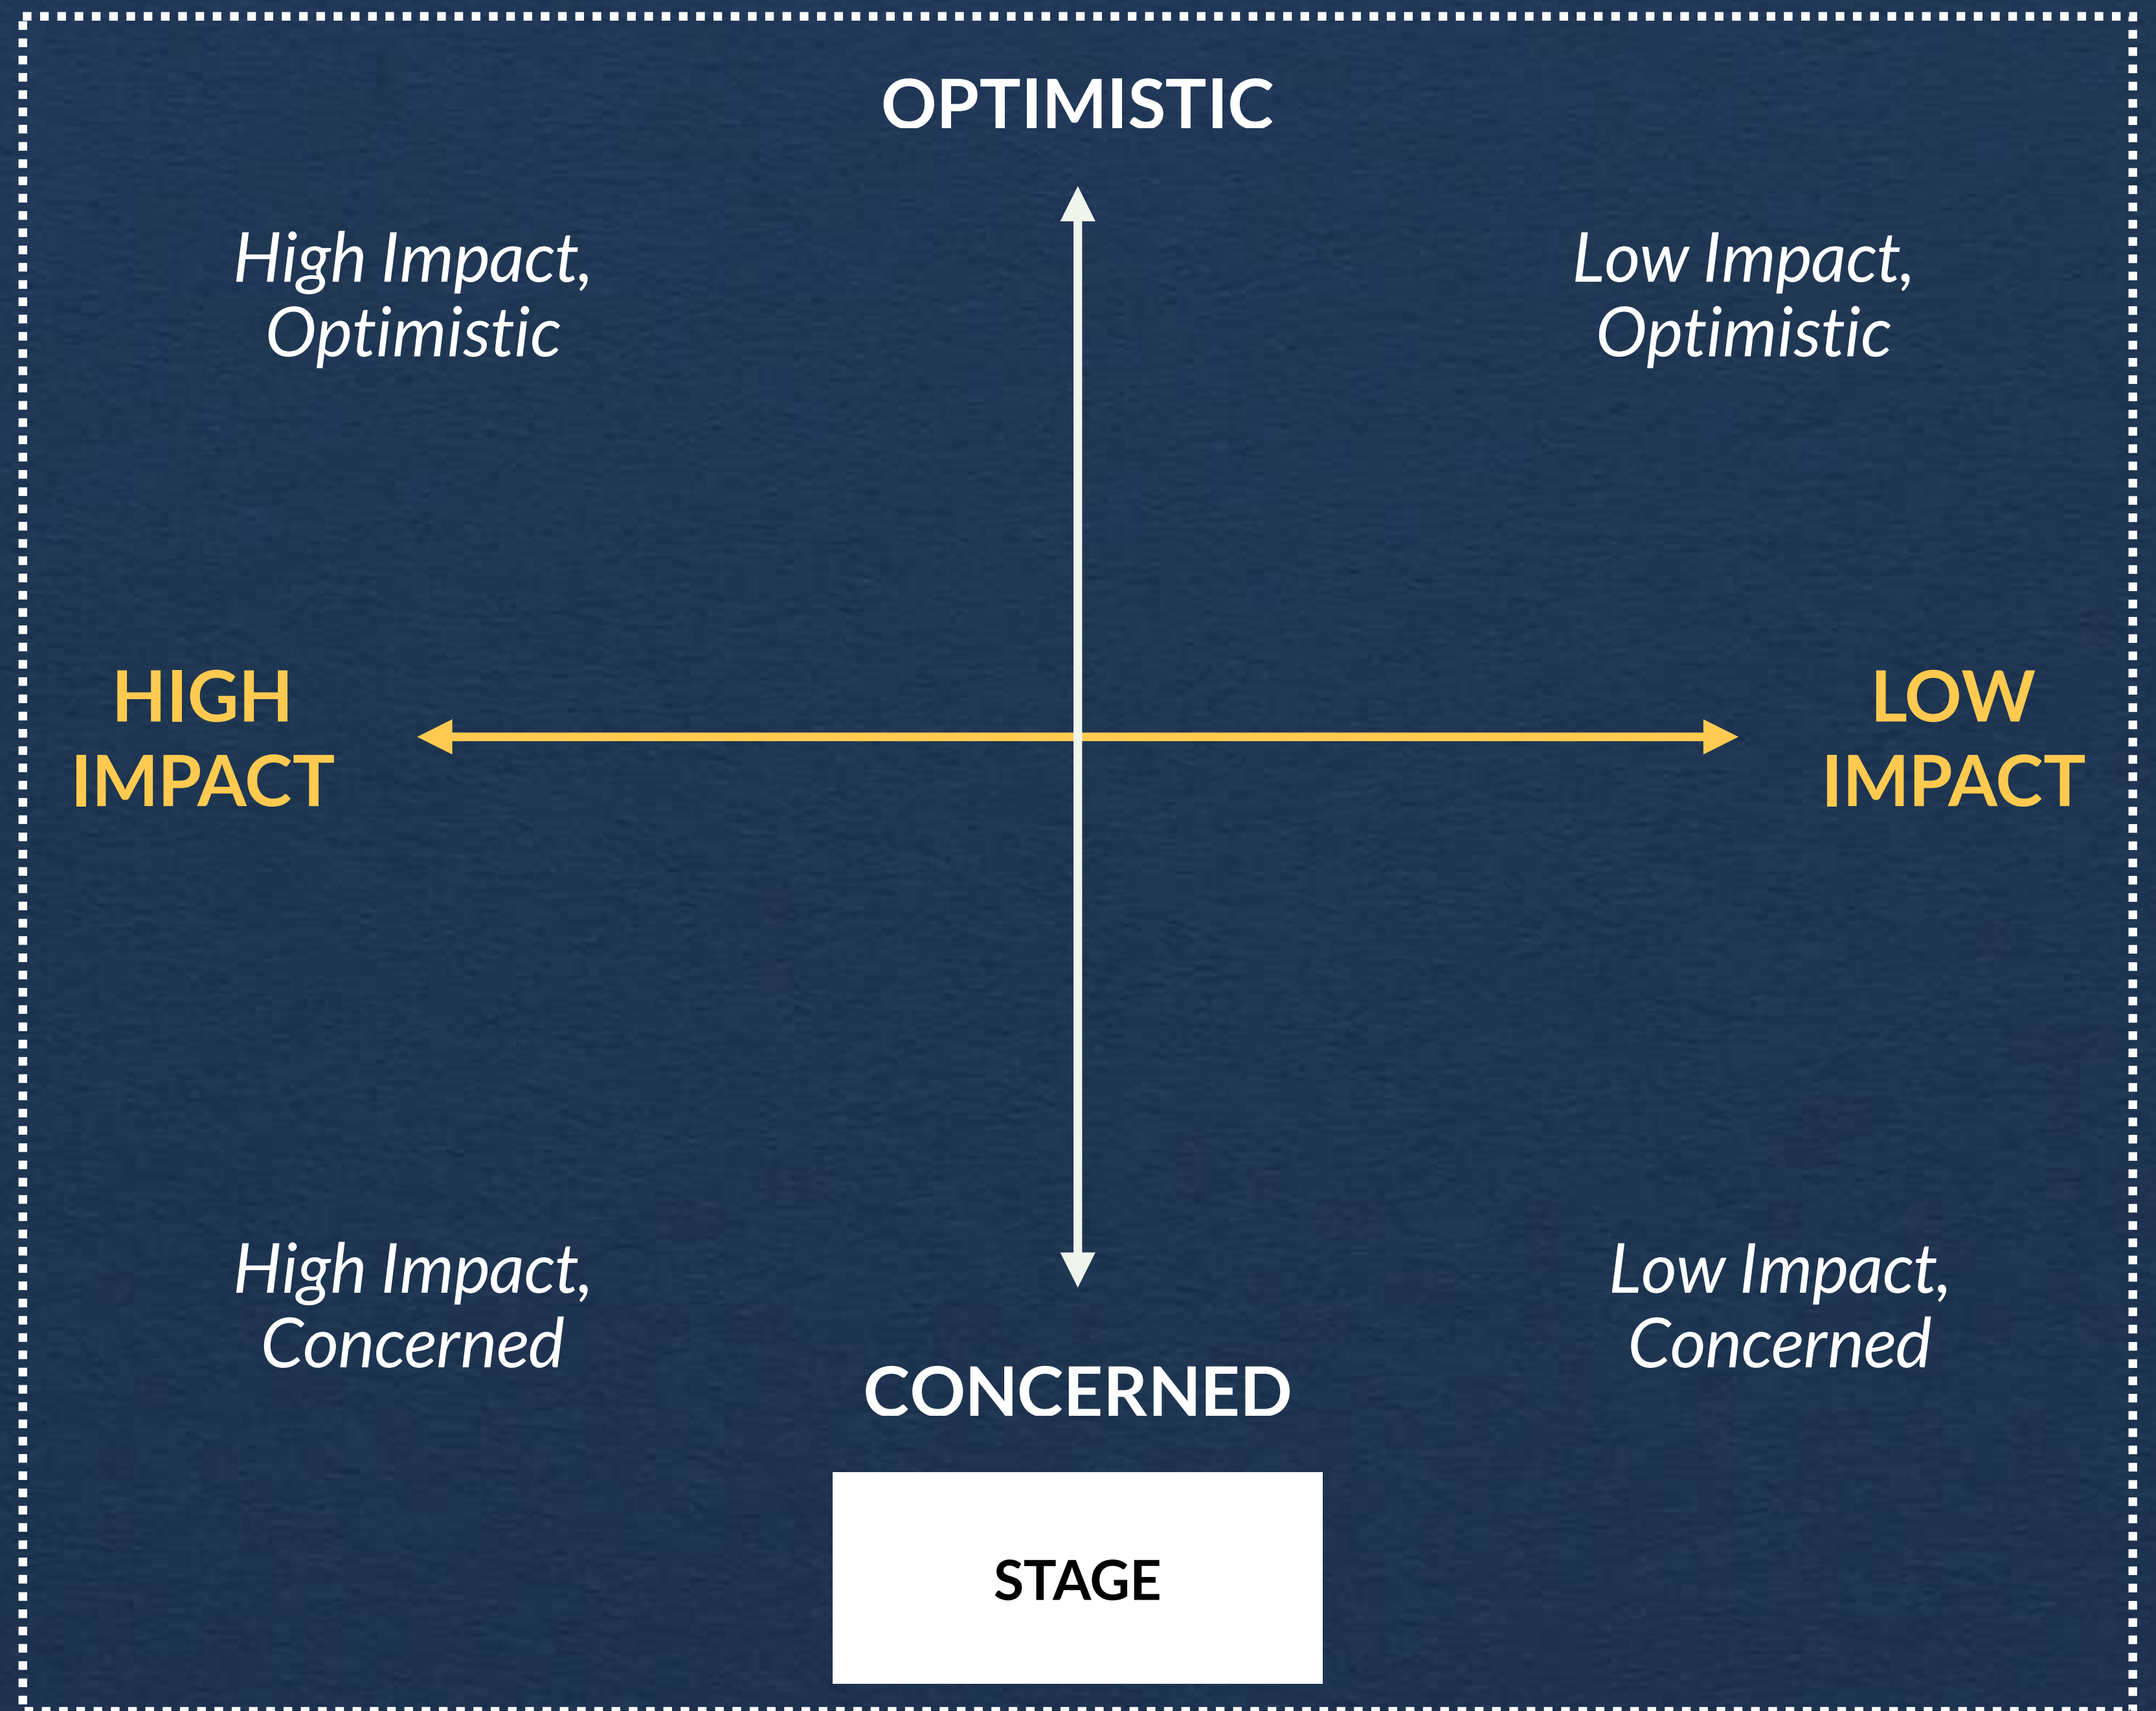 OPTIMISTIC
High Impact,
Optimistic
Low Impact,
Optimistic
HIGH
IMPACT
LOW
IMPACT
High Impact,
Concerned
Low Impact,
Concerned
CONCERNED
STAGE